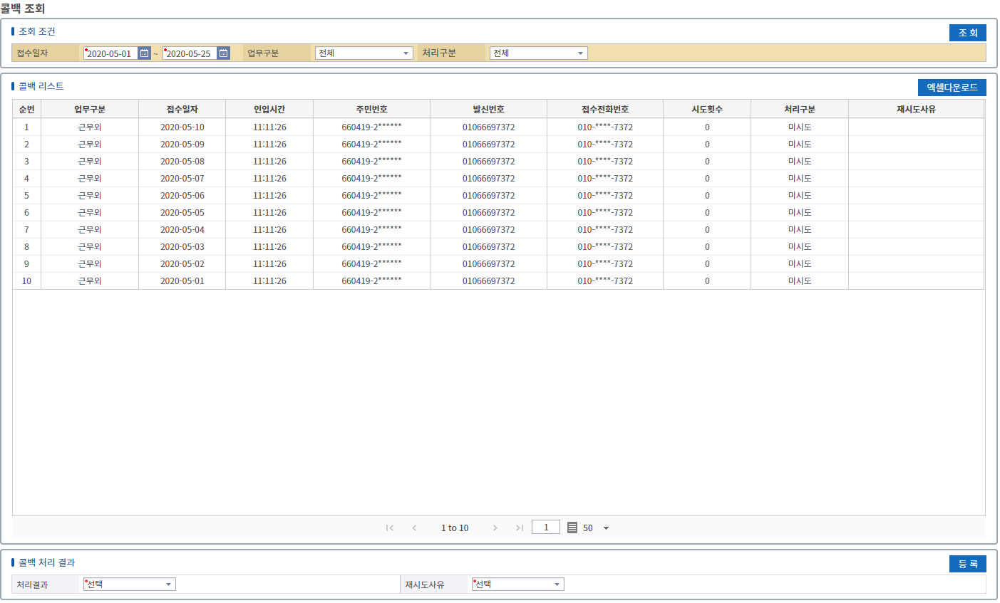 콜백 조회
조회 조건
조 회
접수일자 2020-05-01 ~ 2020-05-25 업무구분 전체 처리구분 전체
콜백 리스트
엑셀다운로드
순번 업무구분 접수일자 인입시간 주민번호 발신번호 접수전화번호 시도횟수 처리구분 재시도사유
1 근무외 2020-05-10 11:11:26 660419-2****** 01066697372 010-****-7372 0 미시도
2 근무외 2020-05-09 11:11:26 660419-2****** 01066697372 010-****-7372 0 미시도
3 근무외 2020-05-08 11:11:26 660419-2****** 01066697372 010-****-7372 0 미시도
4 근무외 2020-05-07 11:11:26 660419-2****** 01066697372 010-****-7372 0 미시도
5 근무외 2020-05-06 11:11:26 660419-2****** 01066697372 010-****-7372 0 미시도
6 근무외 2020-05-05 11:11:26 660419-2****** 01066697372 010-****-7372 0 미시도
7 근무외 2020-05-04 11:11:26 660419-2****** 01066697372 010-****-7372 0 미시도
8 근무외 2020-05-03 11:11:26 660419-2****** 01066697372 010-****-7372 0 미시도
9 근무외 2020-05-02 11:11:26 660419-2****** 01066697372 010-****-7372 0 미시도
10 근무외 2020-05-01 11:11:26 660419-2****** 01066697372 010-****-7372 0 미시도
1 to 10 1 50
콜백 처리 결과
등 록
처리결과 선택 재시도사유 선택